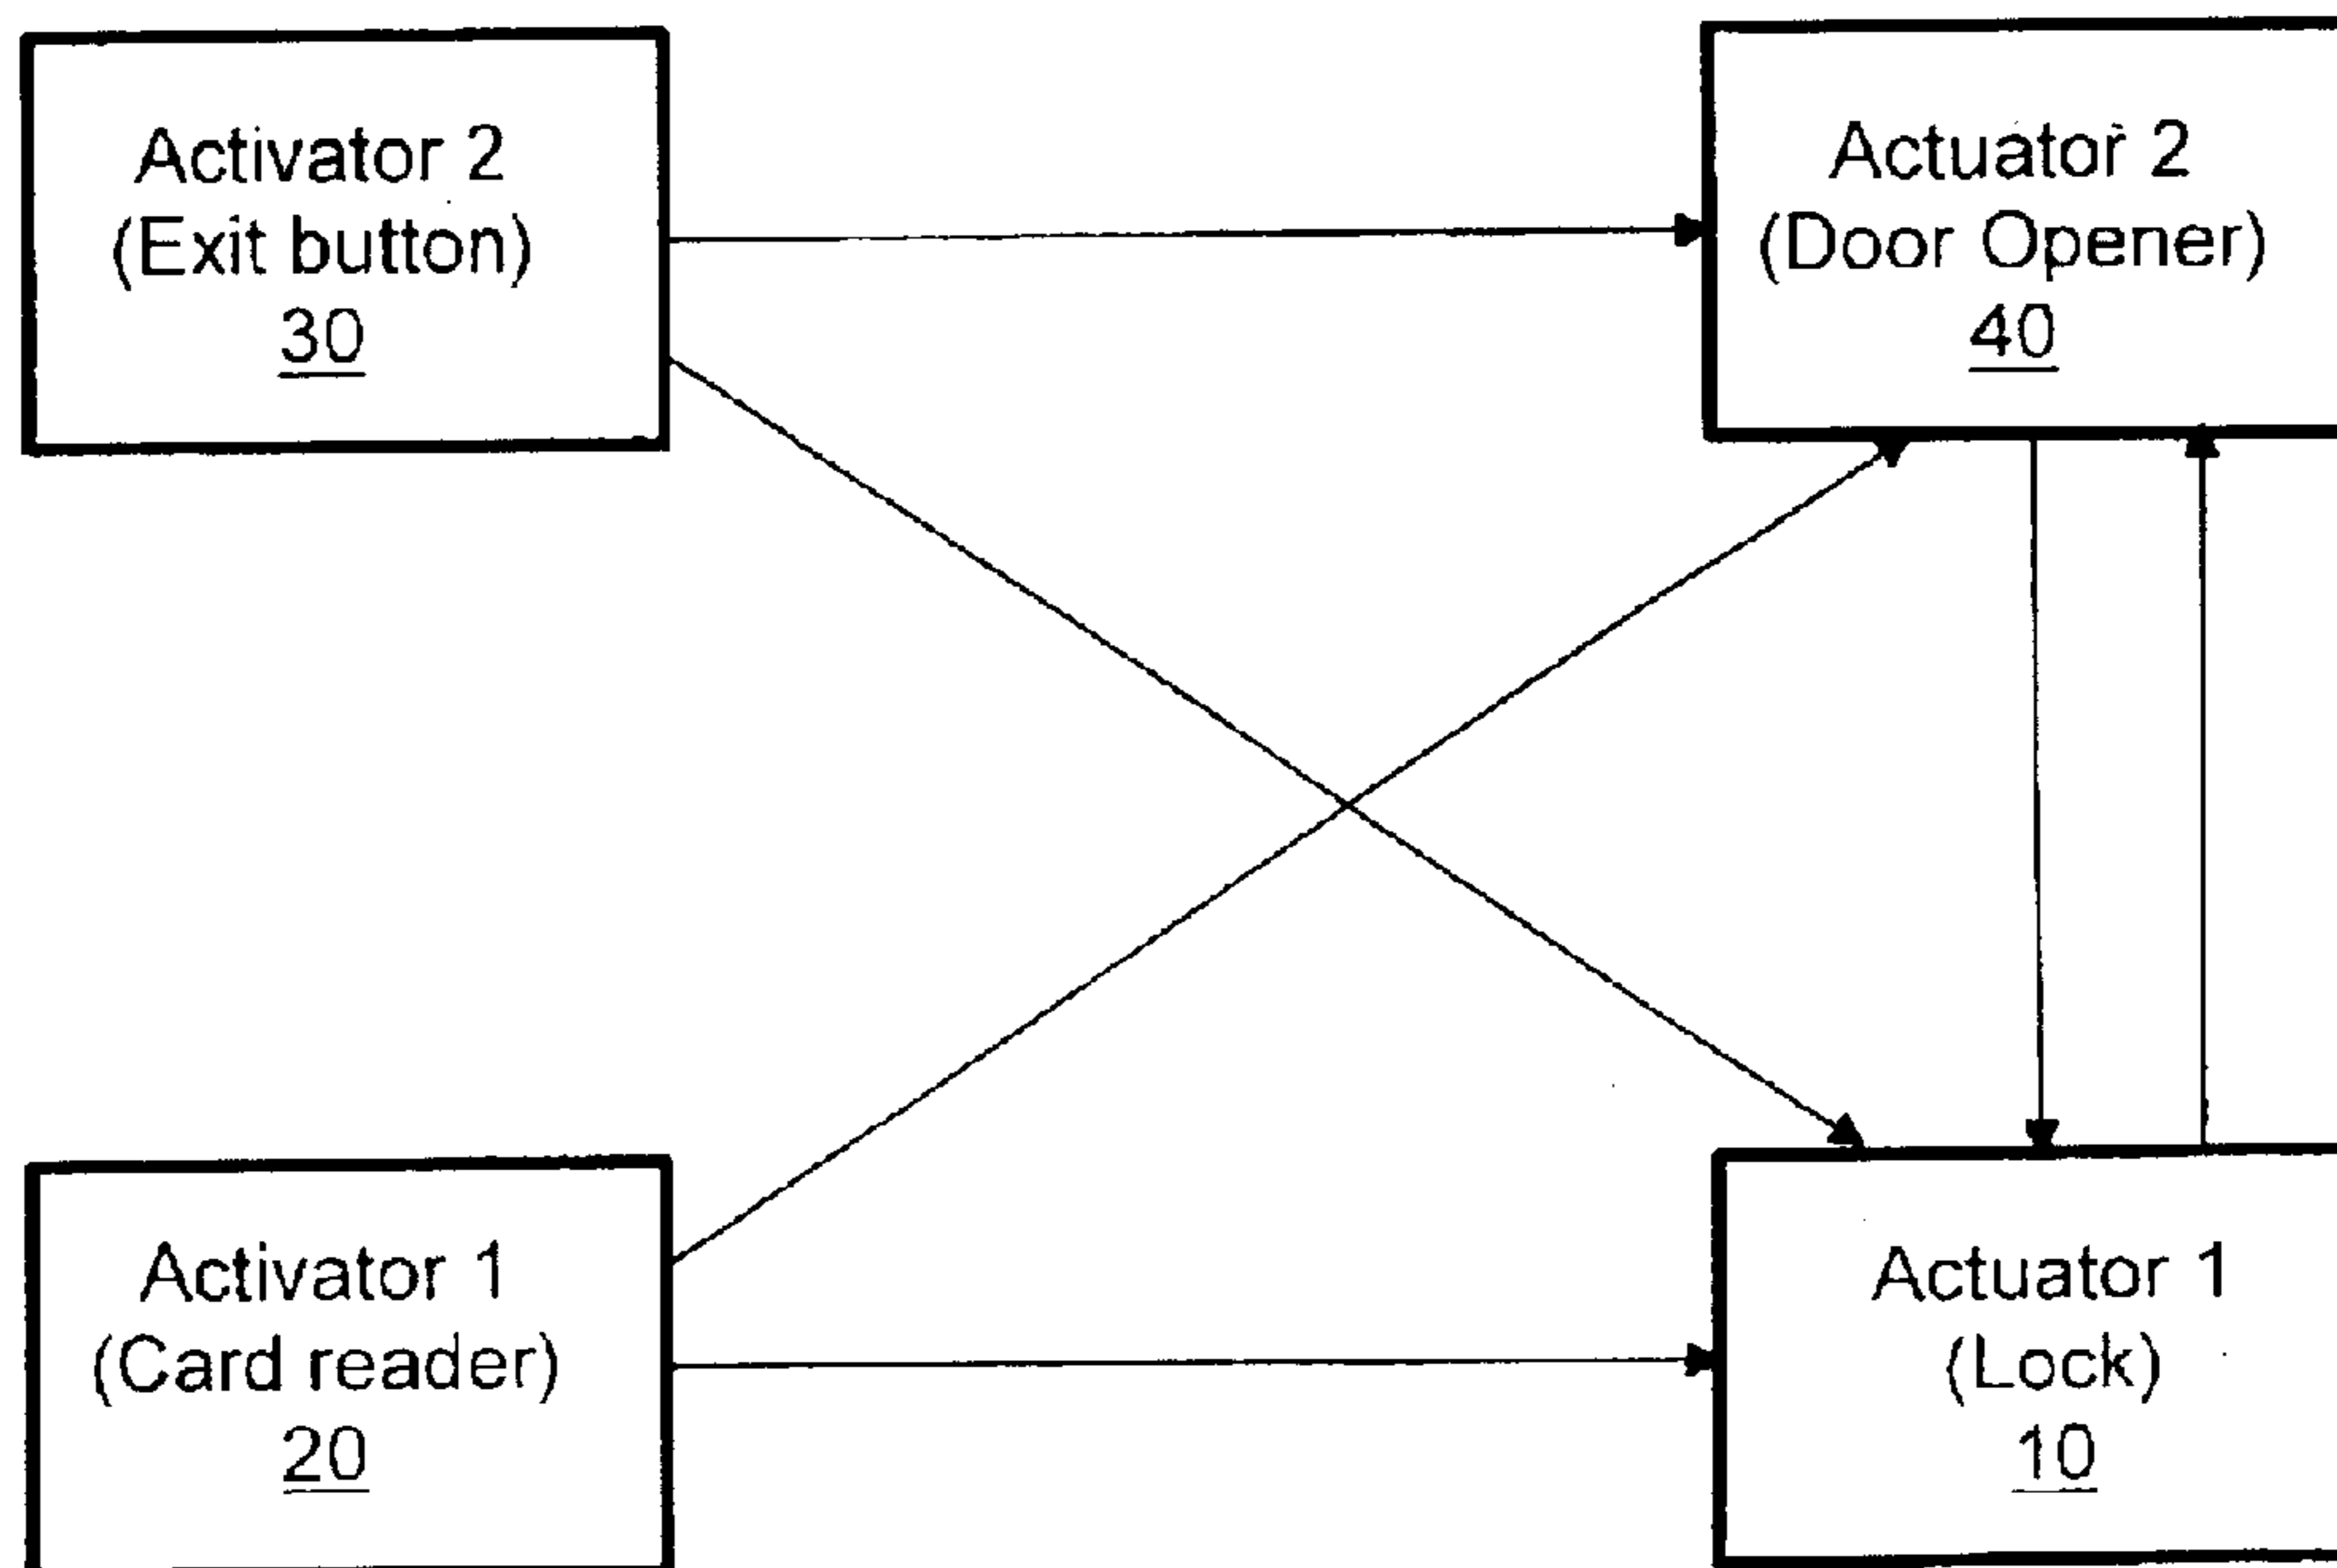 Activator 2
(Exit button)
30
Actuator 2
(Door Opener)
40
Activator 1
(Card reader)
20
Actuator 1
(Lock)
10